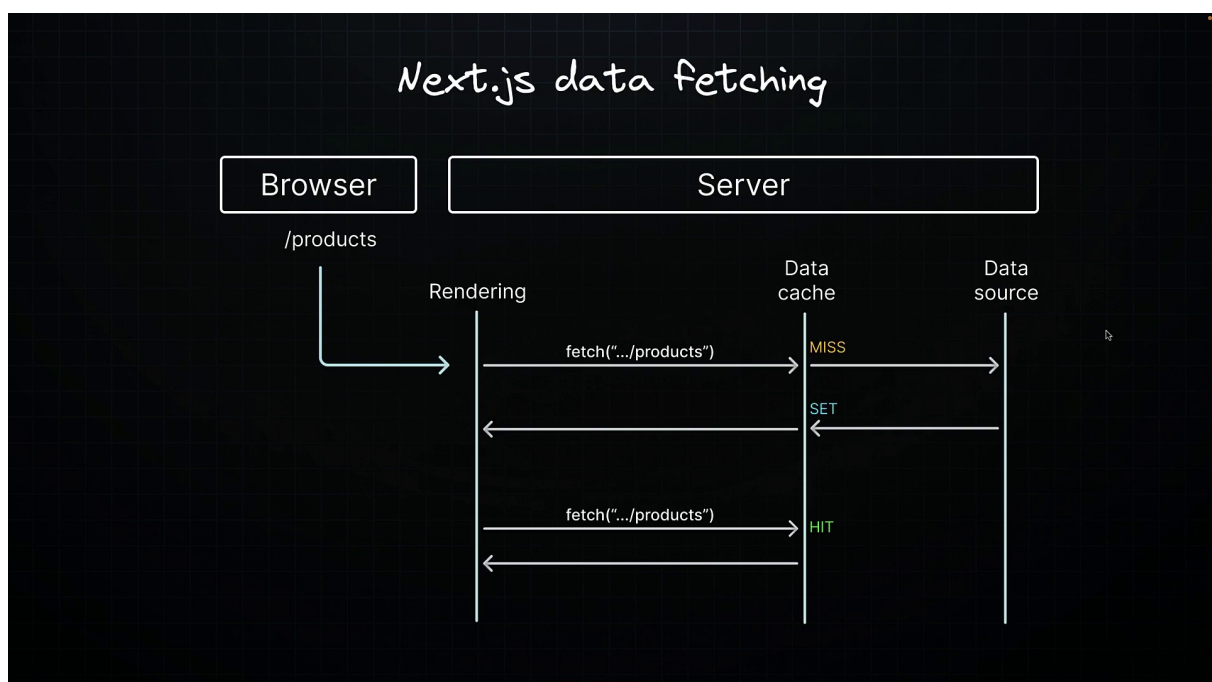 Next.js data fetching
Browser
Server
/products
Rendering
Data
cache
Data
source
fetch(“.../products”)
MISS
SET
fetch(“.../products”)
HIT